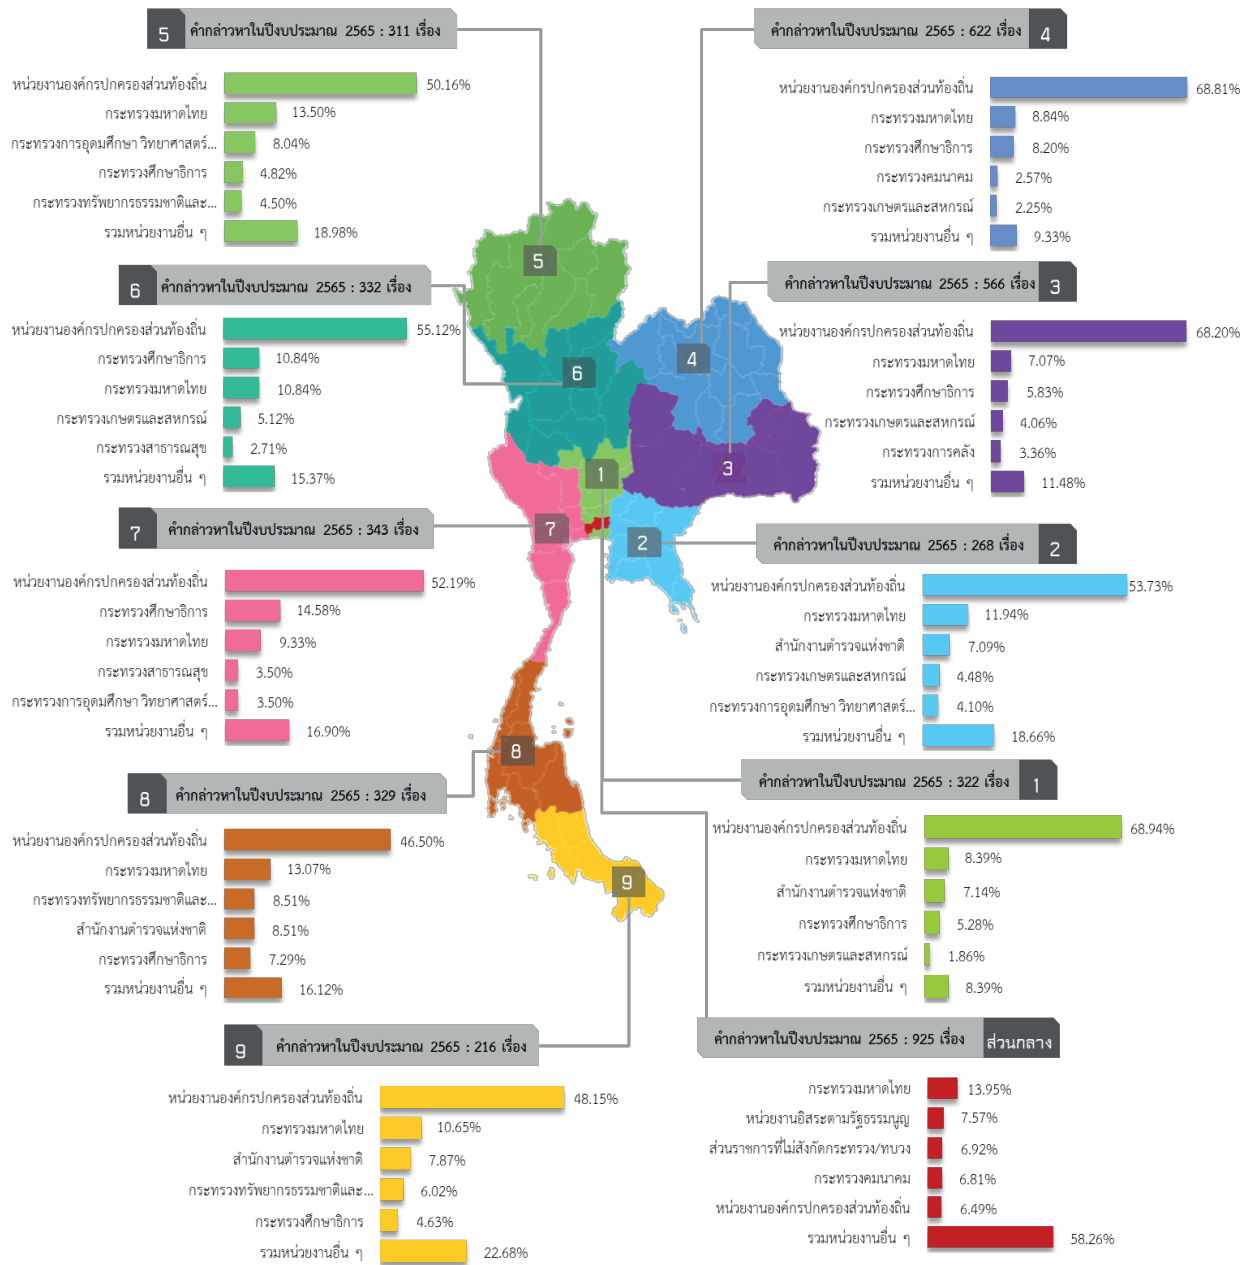 5 คำกล่าวหาในปีงบประมาณ 2565 : 311 เรื่อง
หน่วยงานองค์กรปกครองส่วนท้องถิ่น 50.16%
กระทรวงมหาดไทย 13.50%
กระทรวงการอุดมศึกษา วิทยาศาสตร์... 8.04%
กระทรวงศึกษาธิการ 4.82%
กระทรวงทรัพยากรธรรมชาติและ... 4.50%
รวมหน่วยงานอื่น ๆ 18.98%
คำกล่าวหาในปีงบประมาณ 2565 : 622 เรื่อง 4
หน่วยงานองค์กรปกครองส่วนท้องถิ่น 68.81%
กระทรวงมหาดไทย 8.84%
กระทรวงศึกษาธิการ 8.20%
กระทรวงคมนาคม 2.57%
กระทรวงเกษตรและสหกรณ์ 2.25%
รวมหน่วยงานอื่น ๆ 9.33%
6 คำกล่าวหาในปีงบประมาณ 2565 : 332 เรื่อง
หน่วยงานองค์กรปกครองส่วนท้องถิ่น 55.12%
กระทรวงศึกษาธิการ 10.84%
กระทรวงมหาดไทย 10.84%
กระทรวงเกษตรและสหกรณ์ 5.12%
กระทรวงสาธารณสุข 2.71%
รวมหน่วยงานอื่น ๆ 15.37%
คำกล่าวหาในปีงบประมาณ 2565 : 566 เรื่อง 3
หน่วยงานองค์กรปกครองส่วนท้องถิ่น 68.20%
กระทรวงมหาดไทย 7.07%
กระทรวงศึกษาธิการ 5.83%
กระทรวงเกษตรและสหกรณ์ 4.06%
กระทรวงการคลัง 3.36%
รวมหน่วยงานอื่น ๆ 11.48%
5
4
6
3
1
7
2
8
9
7 คำกล่าวหาในปีงบประมาณ 2565 : 343 เรื่อง
หน่วยงานองค์กรปกครองส่วนท้องถิ่น 52.19%
กระทรวงศึกษาธิการ 14.58%
กระทรวงมหาดไทย 9.33%
กระทรวงสาธารณสุข 3.50%
กระทรวงการอุดมศึกษา วิทยาศาสตร์... 3.50%
รวมหน่วยงานอื่น ๆ 16.90%
คำกล่าวหาในปีงบประมาณ 2565 : 268 เรื่อง 2
หน่วยงานองค์กรปกครองส่วนท้องถิ่น 53.73%
กระทรวงมหาดไทย 11.94%
สำนักงานตำรวจแห่งชาติ 7.09%
กระทรวงเกษตรและสหกรณ์ 4.48%
กระทรวงการอุดมศึกษา วิทยาศาสตร์... 4.10%
รวมหน่วยงานอื่น ๆ 18.66%
8 คำกล่าวหาในปีงบประมาณ 2565 : 329 เรื่อง
หน่วยงานองค์กรปกครองส่วนท้องถิ่น 46.50%
กระทรวงมหาดไทย 13.07%
กระทรวงทรัพยากรธรรมชาติและ... 8.51%
สำนักงานตำรวจแห่งชาติ 8.51%
กระทรวงศึกษาธิการ 7.29%
รวมหน่วยงานอื่น ๆ 16.12%
คำกล่าวหาในปีงบประมาณ 2565 : 322 เรื่อง 1
หน่วยงานองค์กรปกครองส่วนท้องถิ่น 68.94%
กระทรวงมหาดไทย 8.39%
สำนักงานตำรวจแห่งชาติ 7.14%
กระทรวงศึกษาธิการ 5.28%
กระทรวงเกษตรและสหกรณ์ 1.86%
รวมหน่วยงานอื่น ๆ 8.39%
9 คำกล่าวหาในปีงบประมาณ 2565 : 216 เรื่อง
หน่วยงานองค์กรปกครองส่วนท้องถิ่น 48.15%
กระทรวงมหาดไทย 10.65%
สำนักงานตำรวจแห่งชาติ 7.87%
กระทรวงทรัพยากรธรรมชาติและ... 6.02%
กระทรวงศึกษาธิการ 4.63%
รวมหน่วยงานอื่น ๆ 22.68%
คำกล่าวหาในปีงบประมาณ 2565 : 925 เรื่อง ส่วนกลาง
กระทรวงมหาดไทย 13.95%
หน่วยงานอิสระตามรัฐธรรมนูญ 7.57%
ส่วนราชการที่ไม่สังกัดกระทรวง/ทบวง 6.92%
กระทรวงคมนาคม 6.81%
หน่วยงานองค์กรปกครองส่วนท้องถิ่น 6.49%
รวมหน่วยงานอื่น ๆ 58.26%